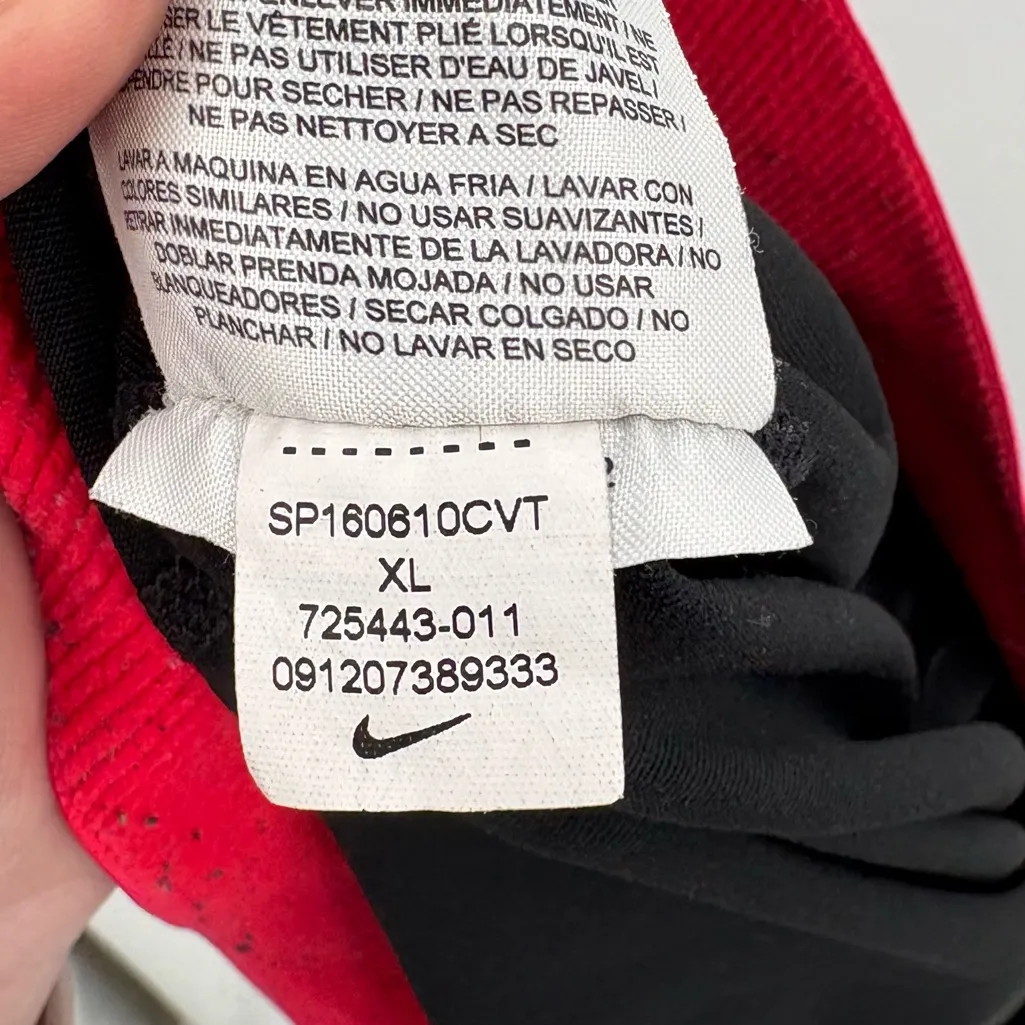 ENLEVER IMMÉDIATEMENT / NE
LE VÊTEMENT PLIÉ LORSQU'IL EST
/ NE PAS UTILISER D'EAU DE JAVEL /
POUR SECHER / NE PAS REPASSER /
NE PAS NETTOYER A SEC
LAVAR A MAQUINA EN AGUA FRIA / LAVAR CON
COLORES SIMILARES / NO USAR SUAVIZANTES /
RETIRAR INMEDIATAMENTE DE LA LAVADORA / NO
DOBLAR PRENDA MOJADA / NO USAR
BLANQUEADORES / SECAR COLGADO / NO
PLANCHAR / NO LAVAR EN SECO
SP160610CVT
XL
725443-011
091207389333